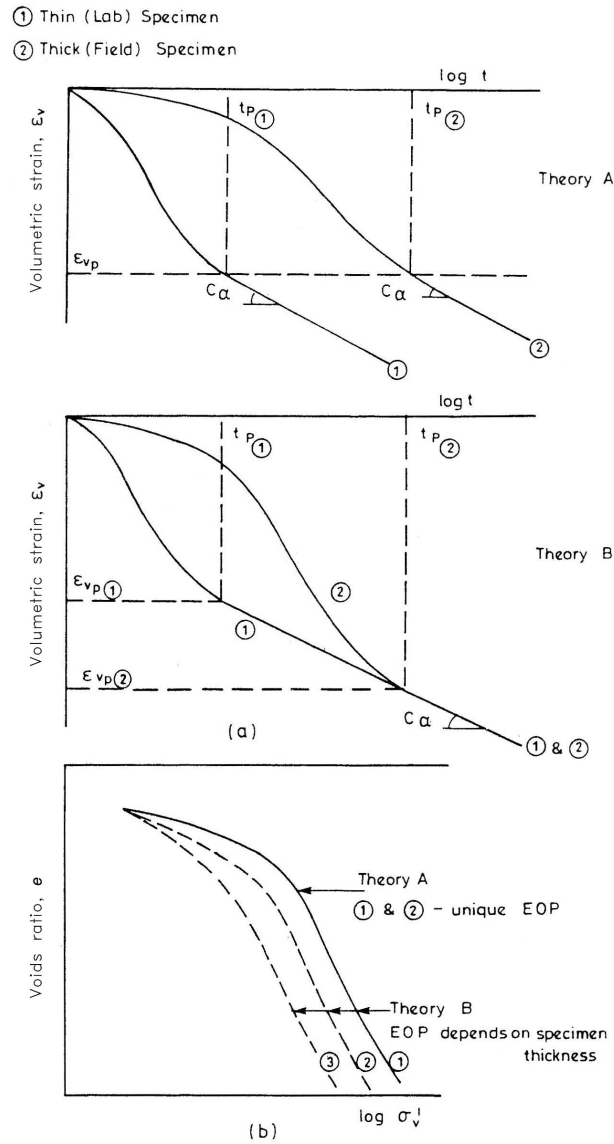 ① Thin (Lab) Specimen
② Thick (Field) Specimen
log t
tP①
tP②
Volumetric strain, εv
Theory A
εvp
Cα
①
②
log t
tP①
tP②
Volumetric strain, εv
Theory B
εvp①
①
②
εvp②
Cα
(a)
① & ②
Voids ratio, e
Theory A
① & ② – unique EOP
Theory B
EOP depends on specimen
thickness
③ ② ①
log σv'
(b)